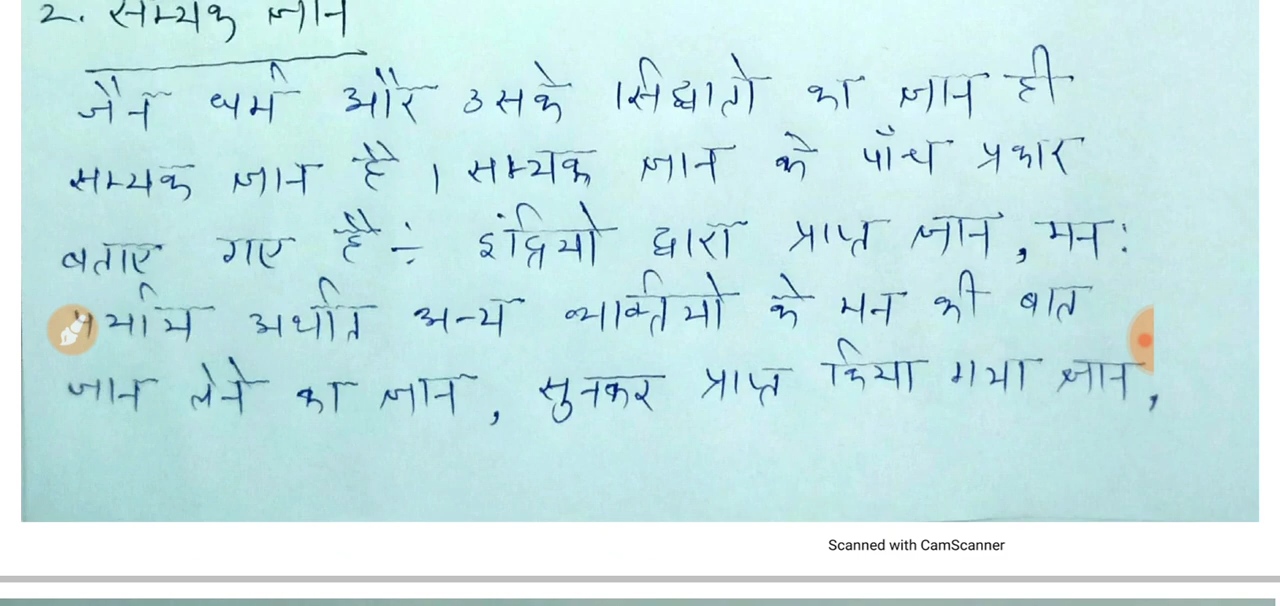 2. सम्यक ज्ञान
जैन धर्म और उसके सिद्धांतो का ज्ञान ही
सम्यक ज्ञान है । सम्यक ज्ञान के पाँच प्रकार
बताए गए है ÷ इंद्रियो द्वारा प्राप्त ज्ञान, मन:
पर्याय अर्थात अन्य व्यक्तियो के मन की बात
जान लेने का ज्ञान, सुनकर प्राप्त किया गया ज्ञान,
Scanned with CamScanner